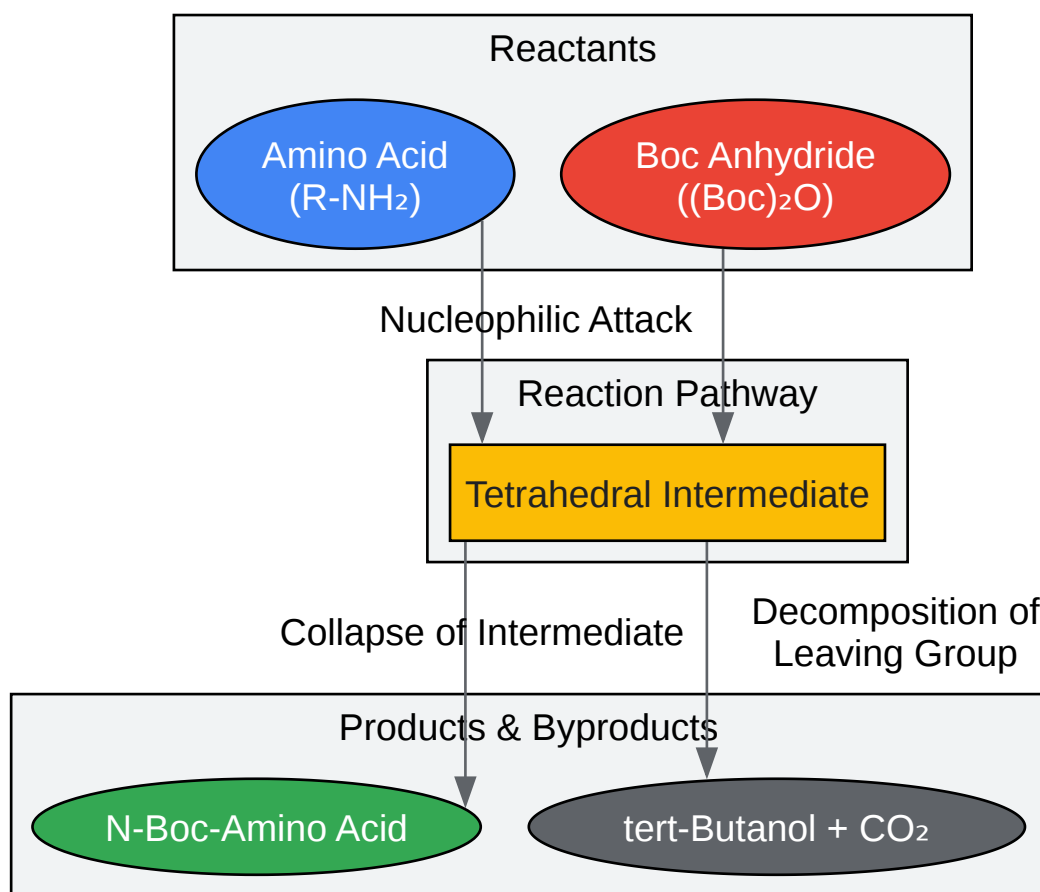 Reactants
Amino Acid
(R-NH₂)
Boc Anhydride
((Boc)₂O)
Nucleophilic Attack
Reaction Pathway
Tetrahedral Intermediate
Collapse of Intermediate
Decomposition of
Leaving Group
Products & Byproducts
N-Boc-Amino Acid
tert-Butanol + CO₂